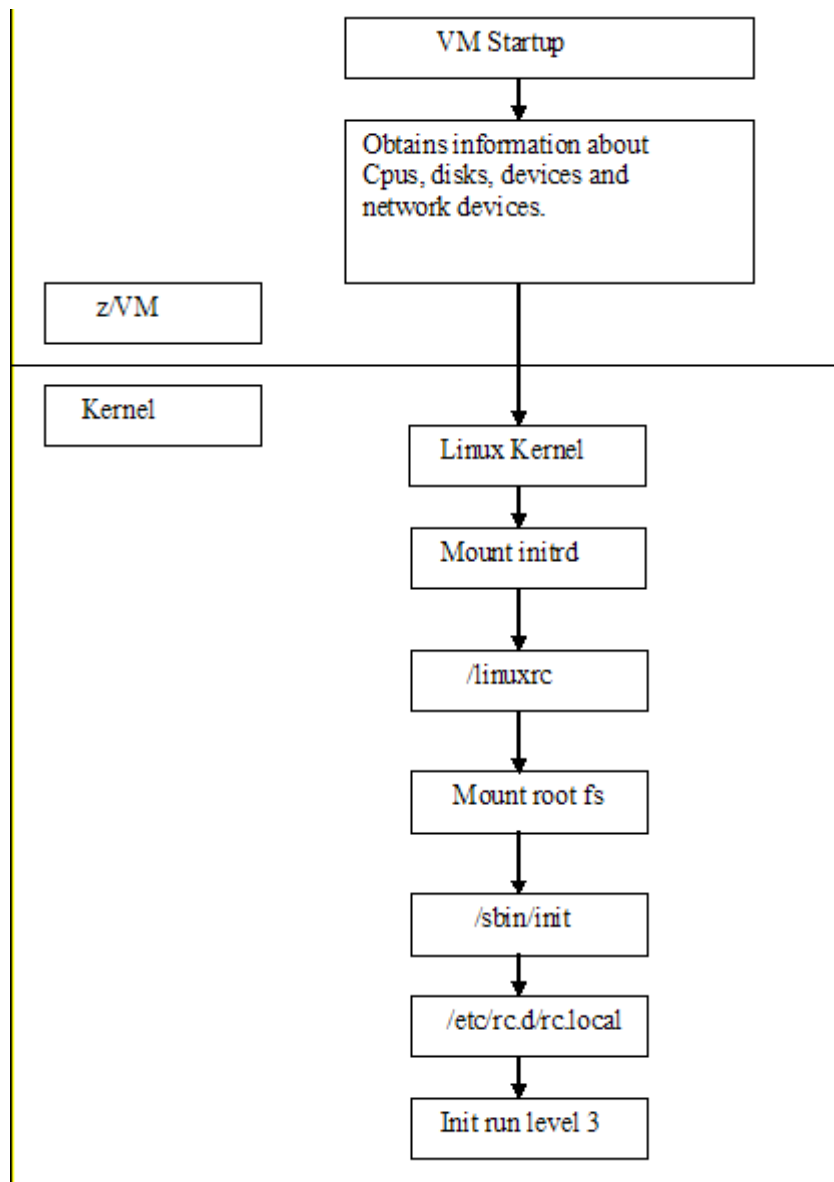 VM Startup
Obtains information about
Cpus, disks, devices and
network devices.
z/VM
Kernel
Linux Kernel
Mount initrd
/linuxrc
Mount root fs
/sbin/init
/etc/rc.d/rc.local
Init run level 3